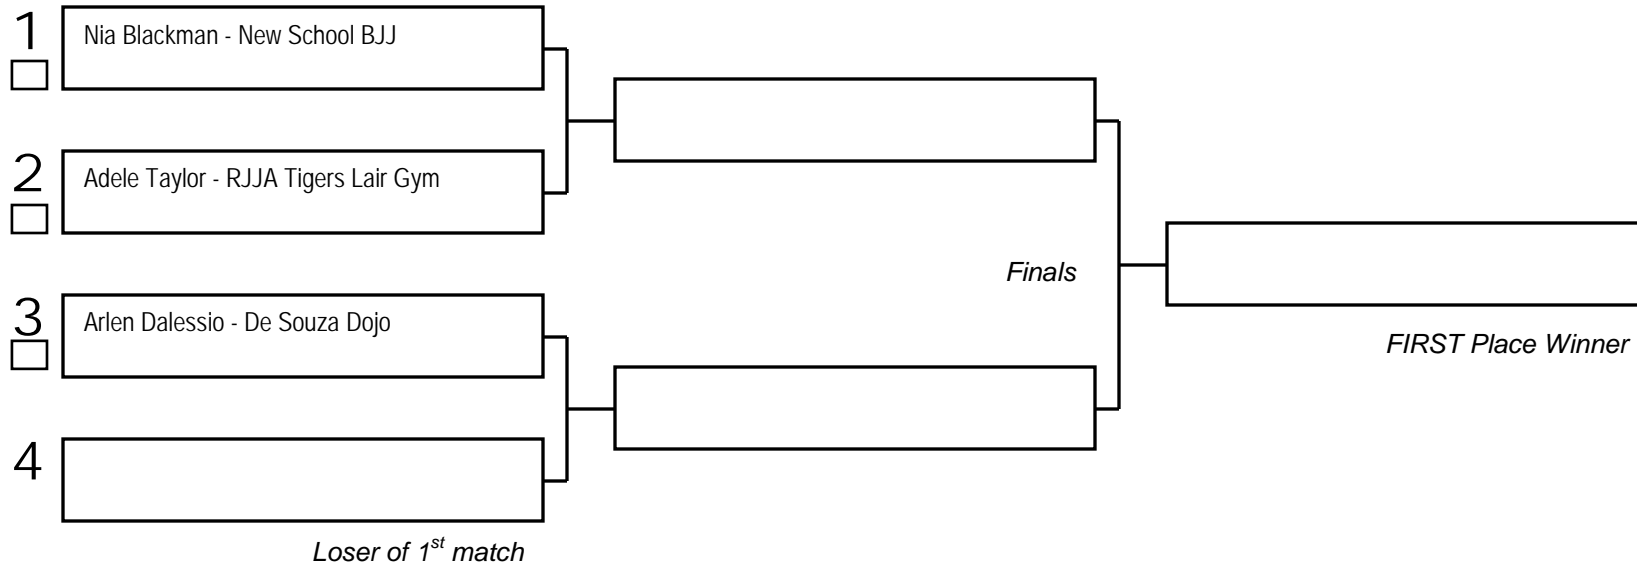 1
Nia Blackman - New School BJJ
2
Adele Taylor - RJJA Tigers Lair Gym
Finals
3
Arlen Dalessio - De Souza Dojo
FIRST Place Winner
4
Loser of 1st match